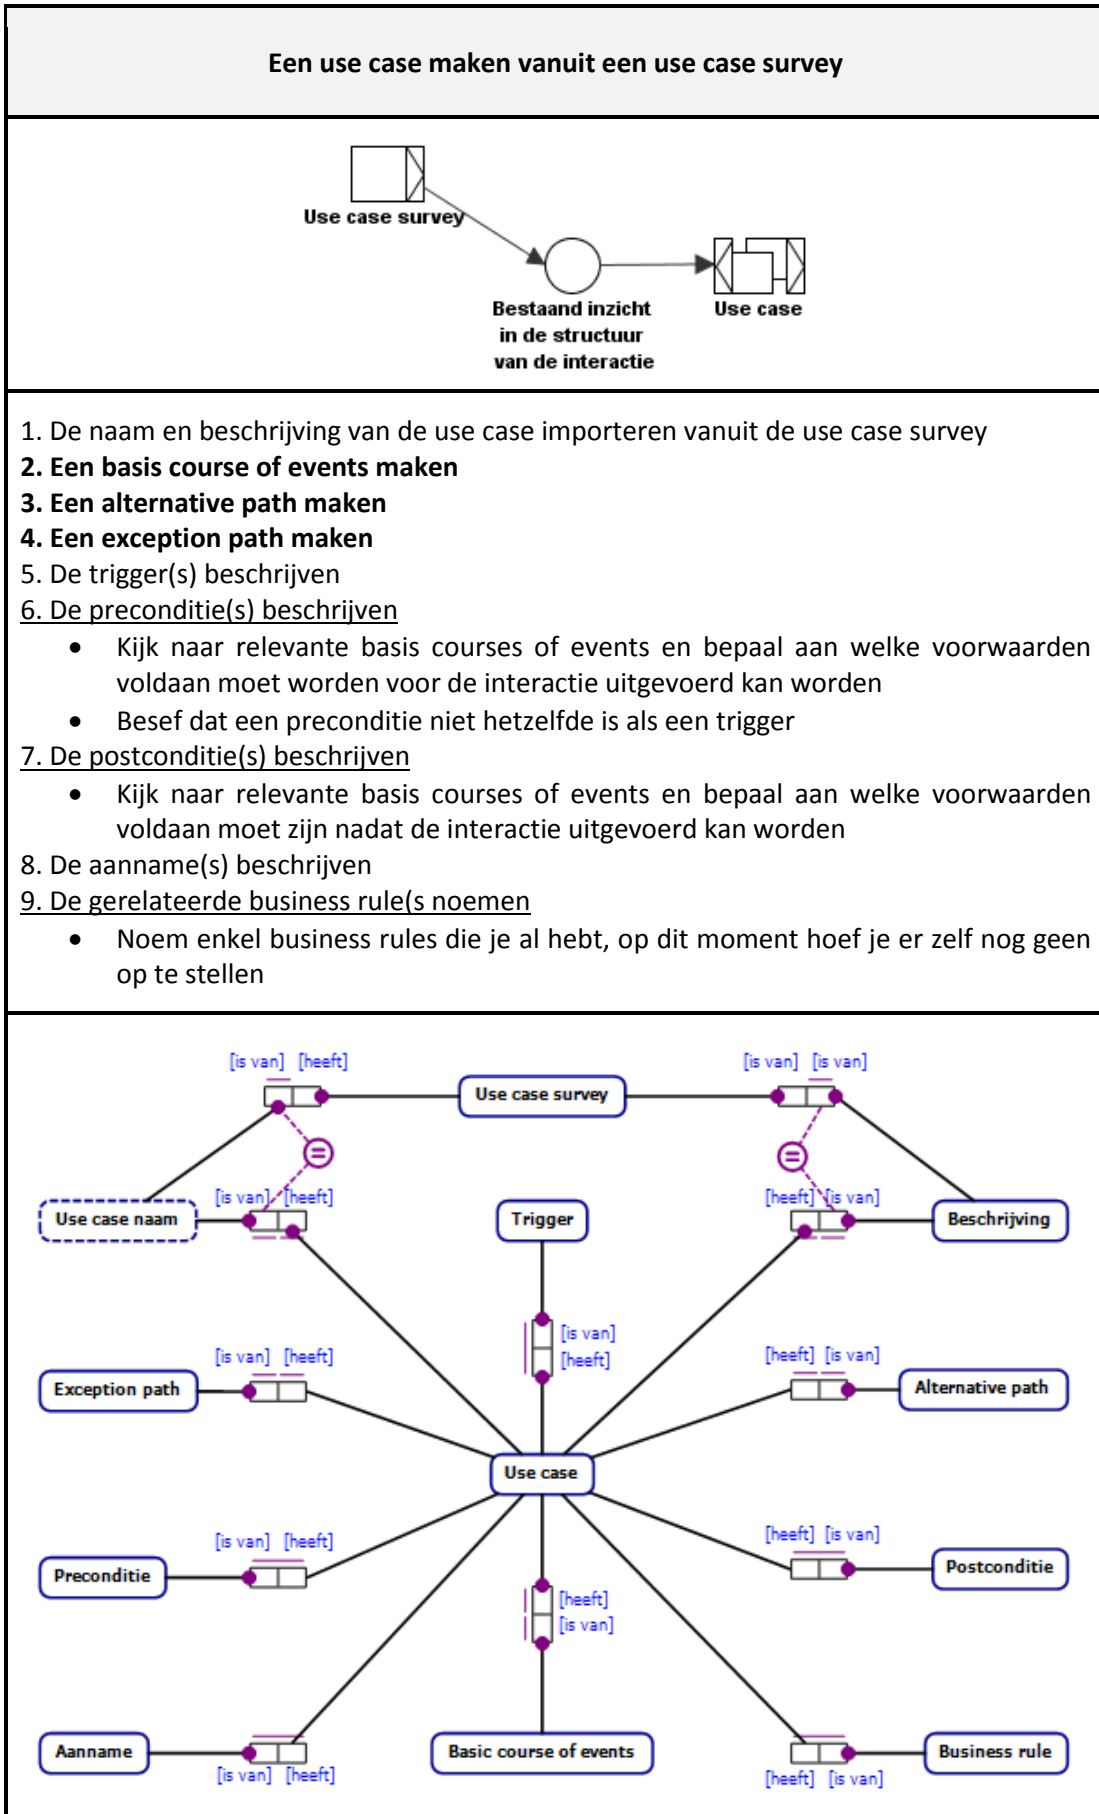 Een use case maken vanuit een use case survey
Use case survey
Bestaand inzicht
in de structuur
van de interactie
Use case
1. De naam en beschrijving van de use case importeren vanuit de use case survey
2. Een basis course of events maken
3. Een alternative path maken
4. Een exception path maken
5. De trigger(s) beschrijven
6. De preconditie(s) beschrijven
• Kijk naar relevante basis courses of events en bepaal aan welke voorwaarden
voldaan moet worden voor de interactie uitgevoerd kan worden
• Besef dat een preconditie niet hetzelfde is als een trigger
7. De postconditie(s) beschrijven
• Kijk naar relevante basis courses of events en bepaal aan welke voorwaarden
voldaan moet zijn nadat de interactie uitgevoerd kan worden
8. De aanname(s) beschrijven
9. De gerelateerde business rule(s noemen
• Noem enkel business rules die je al hebt, op dit moment hoef je er zelf nog geen
op te stellen
[is van] [heeft]
[is van] [is van]
Use case survey
=
=
[is van] [heeft]
[heeft] [is van]
Use case naam
Trigger
Beschrijving
[is van]
[heeft]
[is van] [heeft]
[heeft] [is van]
Exception path
Alternative path
Use case
[is van] [heeft]
[heeft] [is van]
Preconditie
Postconditie
[heeft]
[is van]
Aanname
Basic course of events
Business rule
[is van] [heeft]
[heeft] [is van]